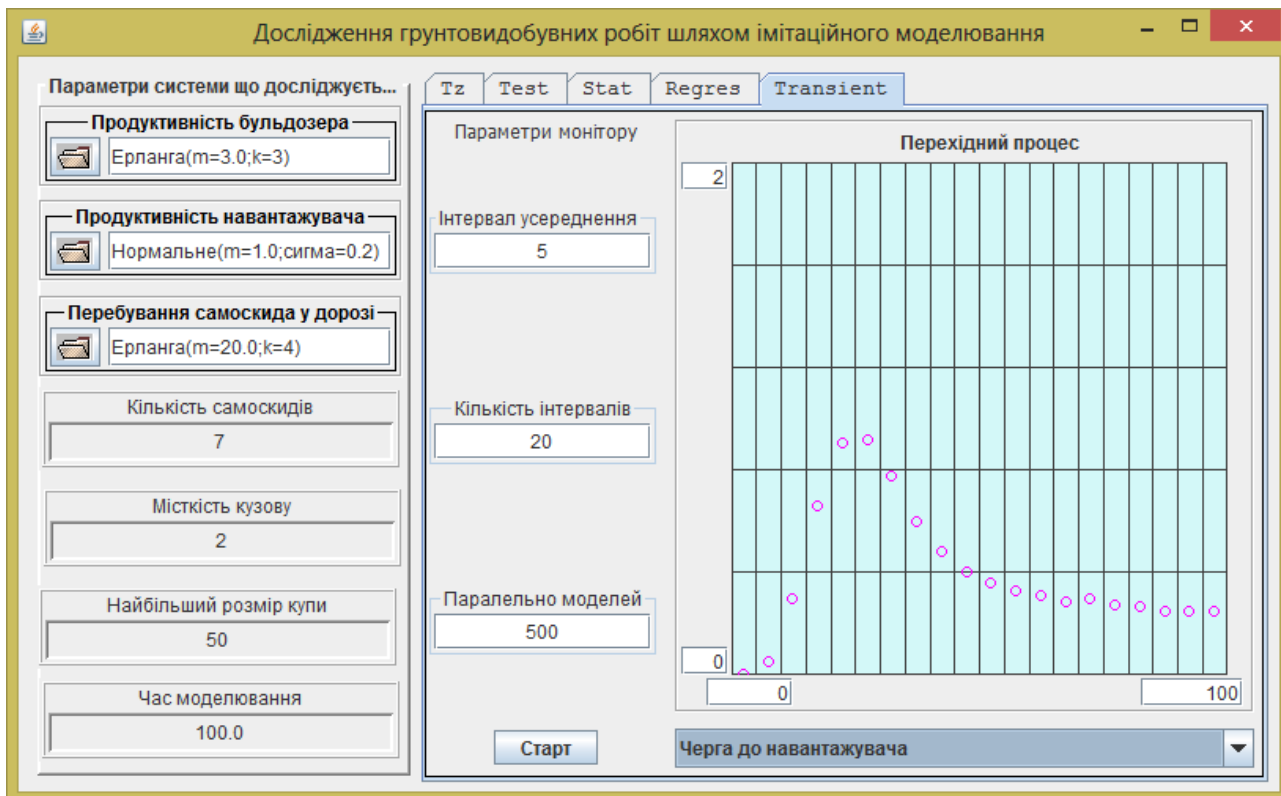 Дослідження грунтовидобувних робіт шляхом імітаційного моделювання
Параметри системи що досліджуєть...
Продуктивність бульдозера
Ерланга(m=3.0;k=3)
Продуктивність навантажувача
Нормальне(m=1.0;сигма=0.2)
Перебування самоскида у дорозі
Ерланга(m=20.0;k=4)
Кількість самоскидів
7
Місткість кузову
2
Найбільший розмір купи
50
Час моделювання
100.0
Tz Test Stat Regres Transient
Параметри монітору
Інтервал усереднення
5
Кількість інтервалів
20
Паралельно моделей
500
Старт
Перехідний процес
2
0
0 100
Черга до навантажувача